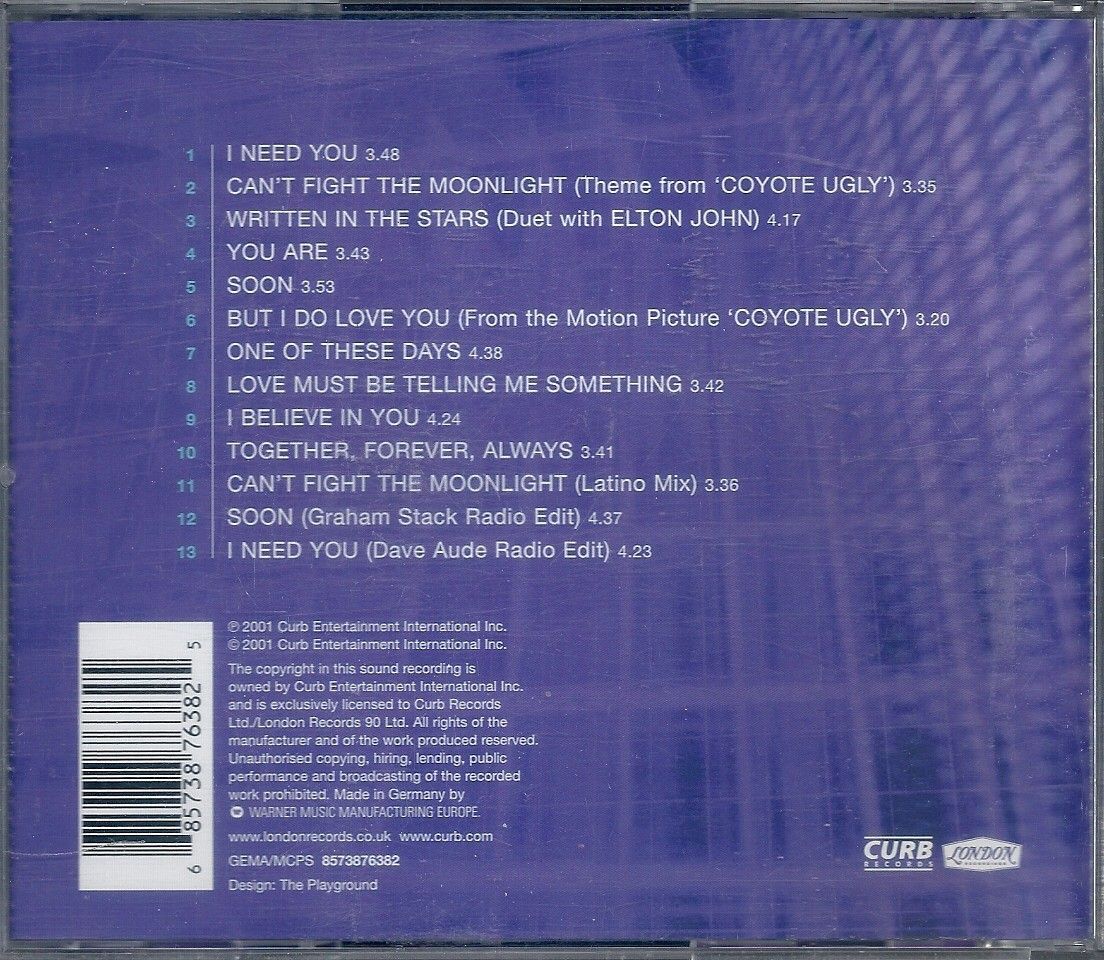 1 I NEED YOU 3.48
2 CAN'T FIGHT THE MOONLIGHT (Theme from ‘COYOTE UGLY’) 3.35
3 WRITTEN IN THE STARS (Duet with ELTON JOHN) 4.17
4 YOU ARE 3.43
5 SOON 3.53
6 BUT I DO LOVE YOU (From the Motion Picture ‘COYOTE UGLY’) 3.20
7 ONE OF THESE DAYS 4.38
8 LOVE MUST BE TELLING ME SOMETHING 3.42
9 I BELIEVE IN YOU 4.24
10 TOGETHER, FOREVER, ALWAYS 3.41
11 CAN'T FIGHT THE MOONLIGHT (Latino Mix) 3.36
12 SOON (Graham Stack Radio Edit) 4.37
13 I NEED YOU (Dave Aude Radio Edit) 4.23
℗ 2001 Curb Entertainment International Inc.
© 2001 Curb Entertainment International Inc.
The copyright in this sound recording is
owned by Curb Entertainment International Inc.
and is exclusively licensed to Curb Records
Ltd./London Records 90 Ltd. All rights of the
manufacturer and of the work produced reserved.
Unauthorised copying, hiring, lending, public
performance and broadcasting of the recorded
work prohibited. Made in Germany by
WARNER MUSIC MANUFACTURING EUROPE.
www.londonrecords.co.uk www.curb.com
GEMA/MCPS 8573876382
Design: The Playground
6 85738 76382 5
CURB
RECORDS
LONDON
RECORDINGS